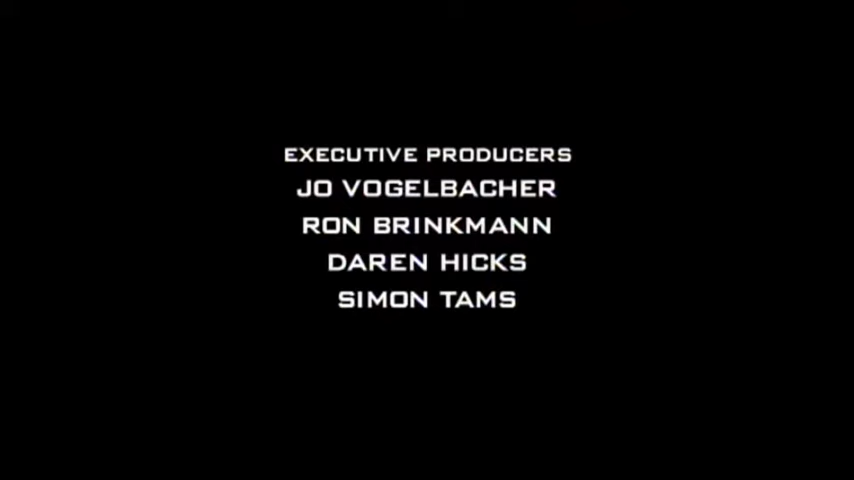 EXECUTIVE PRODUCERS
JO VOGELBACHER
RON BRINKMANN
DAREN HICKS
SIMON TAMS